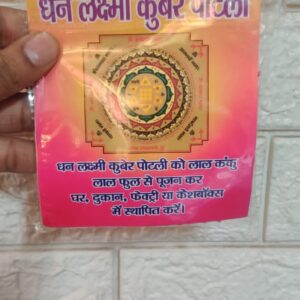 धन लक्ष्मी कुबेर पोटली
धन लक्ष्मी कुबेर पोटली को लाल कंकु
लाल फुल से पूजन कर
घर, दुकान, फेक्ट्री या केशबॉक्स
में स्थापित करें।